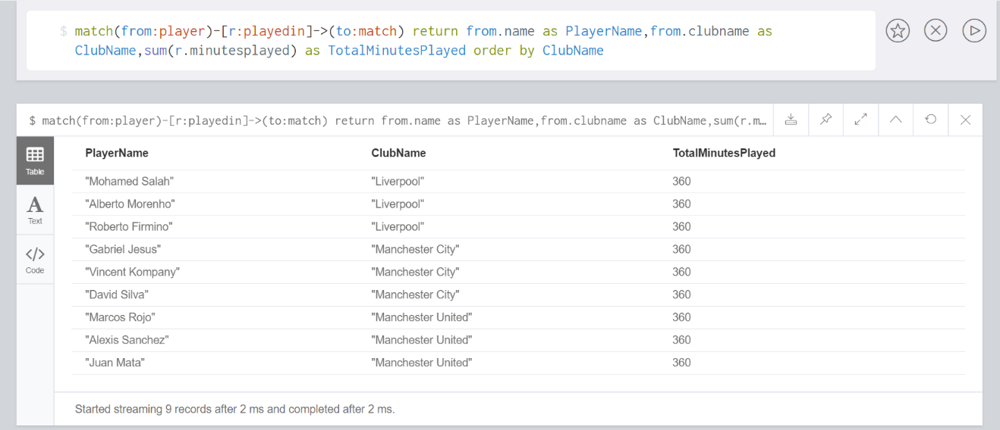 $ match(from:player)-[r:playedin]->(to:match) return from.name as PlayerName,from.clubname as
ClubName,sum(r.minutesplayed) as TotalMinutesPlayed order by ClubName
$ match(from:player)-[r:playedin]->(to:match) return from.name as PlayerName,from.clubname as ClubName,sum(r.m...
Table
Text
Code
PlayerName ClubName TotalMinutesPlayed
"Mohamed Salah" "Liverpool" 360
"Alberto Morenho" "Liverpool" 360
"Roberto Firmino" "Liverpool" 360
"Gabriel Jesus" "Manchester City" 360
"Vincent Kompany" "Manchester City" 360
"David Silva" "Manchester City" 360
"Marcos Rojo" "Manchester United" 360
"Alexis Sanchez" "Manchester United" 360
"Juan Mata" "Manchester United" 360
Started streaming 9 records after 2 ms and completed after 2 ms.